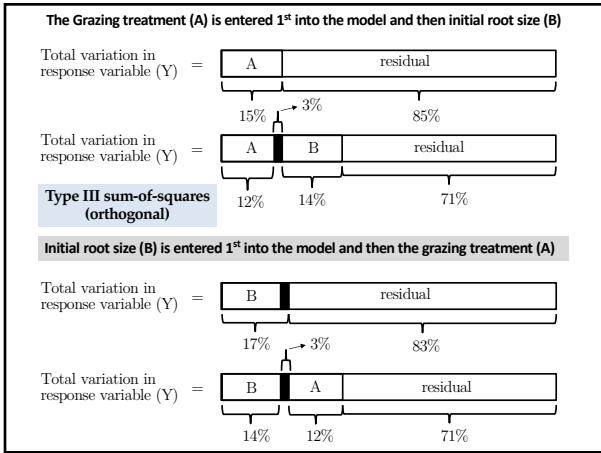 The Grazing treatment (A) is entered 1st into the model and then initial root size (B)
Total variation in
response variable (Y) = A residual
15% 3% 85%
Total variation in
response variable (Y) = A B residual
12% 14% 71%
Type III sum-of-squares
(orthogonal)
Initial root size (B) is entered 1st into the model and then the grazing treatment (A)
Total variation in
response variable (Y) = B residual
17% 3% 83%
Total variation in
response variable (Y) = B A residual
14% 12% 71%